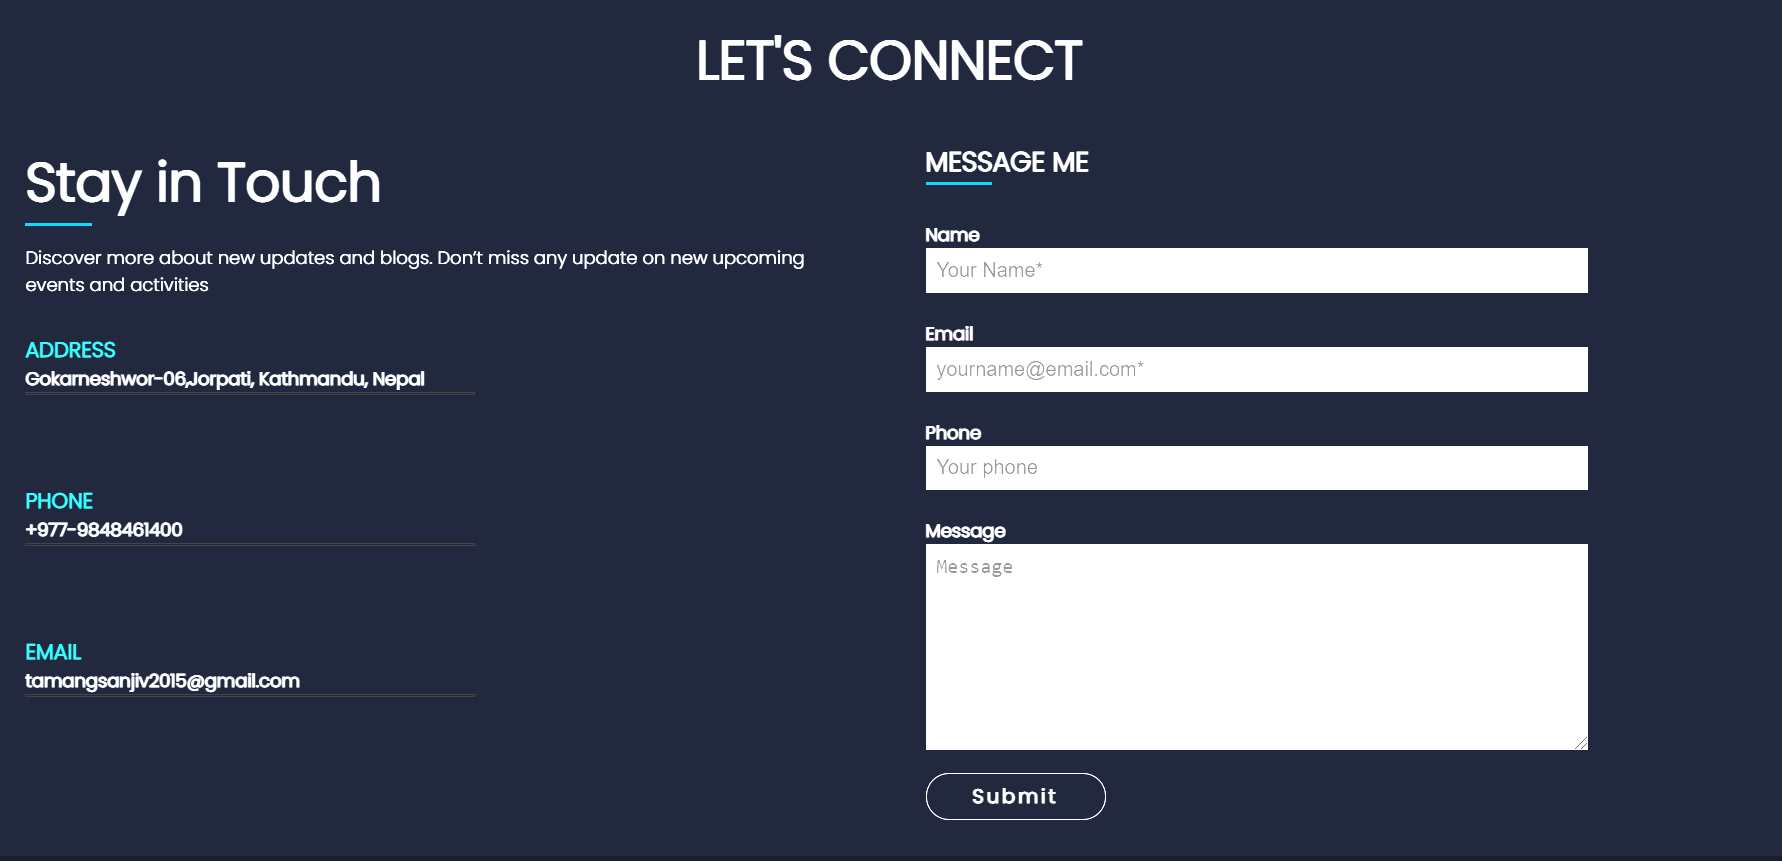 LET'S CONNECT
Stay in Touch
Discover more about new updates and blogs. Don’t miss any update on new upcoming
events and activities
ADDRESS
Gokarneshwor-06,Jorpati, Kathmandu, Nepal
PHONE
+977-9848461400
EMAIL
tamangsanjiv2015@gmail.com
MESSAGE ME
Name
Your Name*
Email
yourname@email.com*
Phone
Your phone
Message
Message
Submit